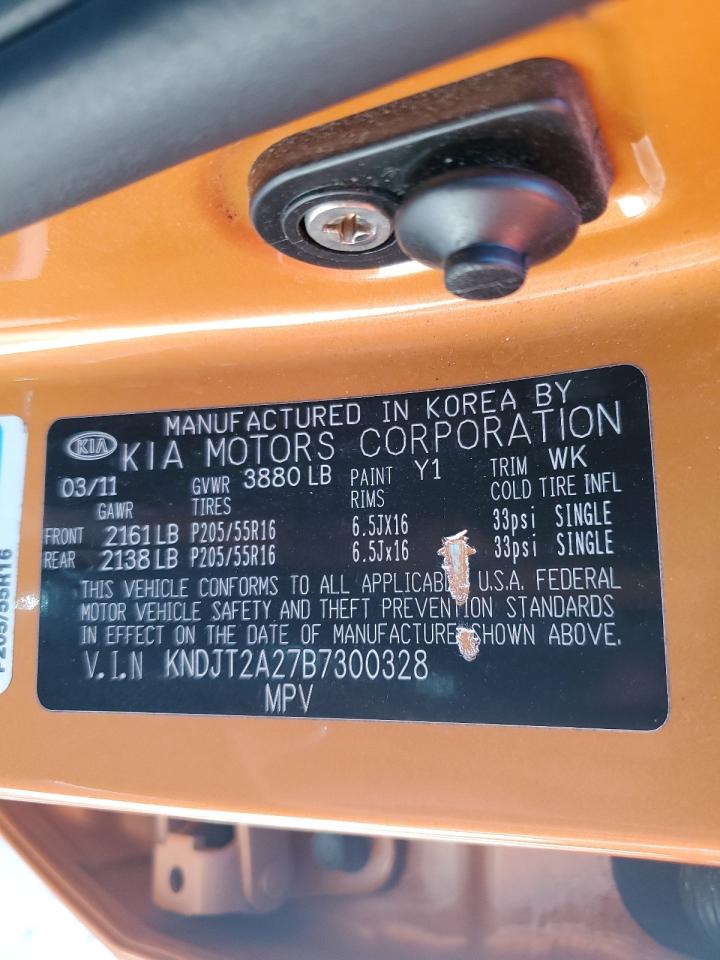 MANUFACTURED IN KOREA BY
KIA KIA MOTORS CORPORATION
03/11 GVWR 3880 LB PAINT Y1 TRIM WK
GAWR TIRES RIMS COLD TIRE INFL
FRONT 2161 LB P205/55R16 6.5JX16 33psi SINGLE
REAR 2138 LB P205/55R16 6.5Jx16 33psi SINGLE
THIS VEHICLE CONFORMS TO ALL APPLICAB U.S.A. FEDERAL
MOTOR VEHICLE SAFETY AND THEFT PREVENTION STANDARDS
IN EFFECT ON THE DATE OF MANUFACTURE SHOWN ABOVE.
V.I.N KNDJT2A27B7300328
MPV
P205/55R16